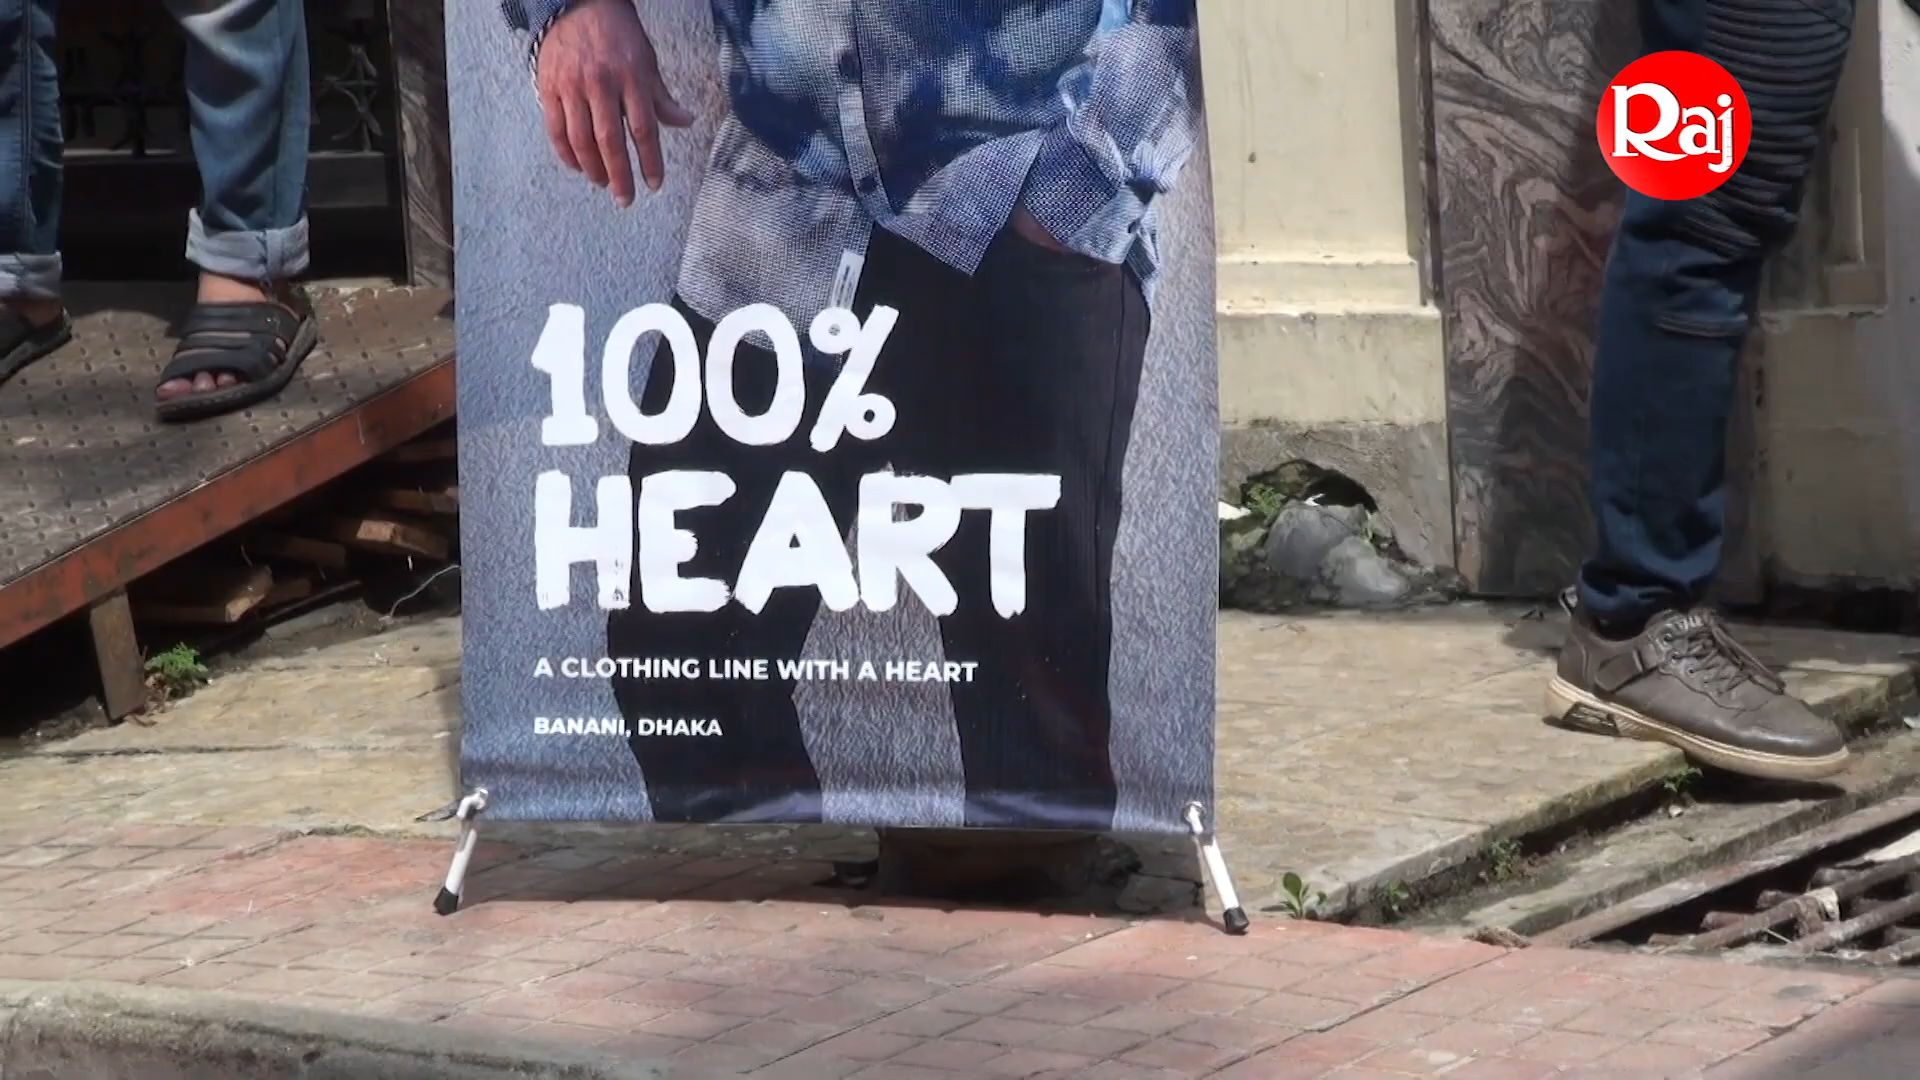 Raj
100%
HEART
A CLOTHING LINE WITH A HEART
BANANI, DHAKA